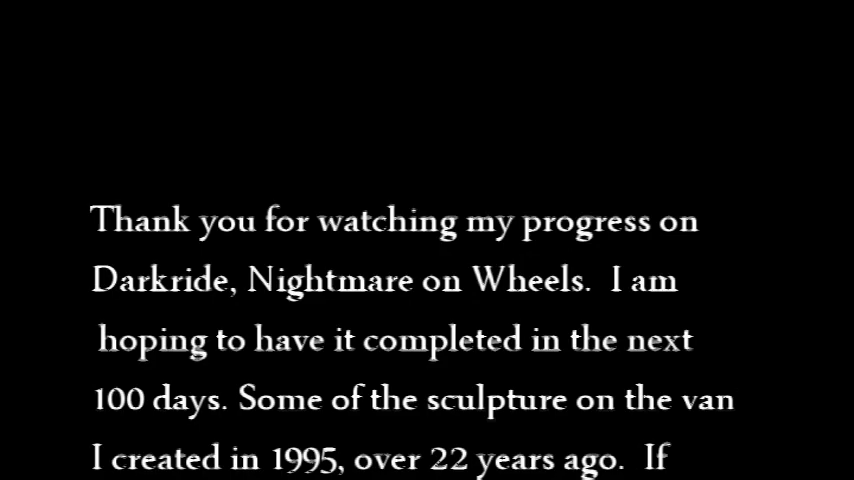 Thank you for watching my progress on
Darkride, Nightmare on Wheels.  I am
hoping to have it completed in the next
100 days. Some of the sculpture on the van
I created in 1995, over 22 years ago.  If